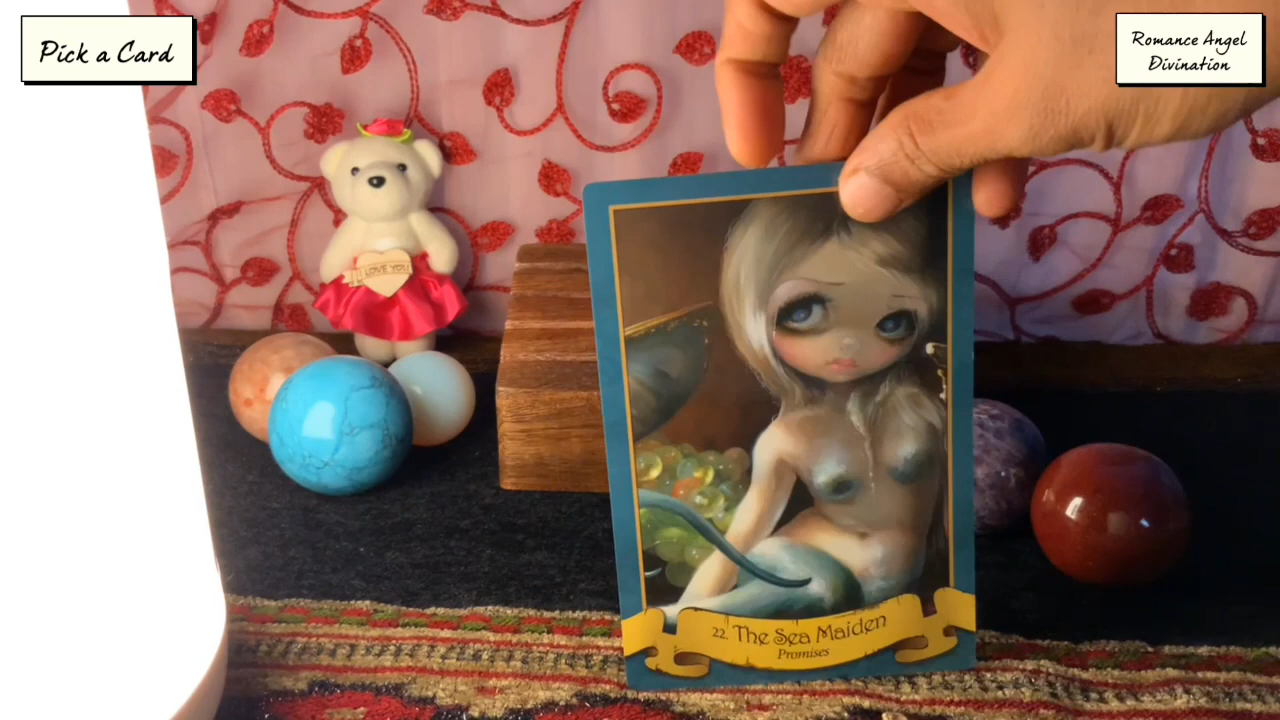 Pick a Card
Romance Angel
Divination
LOVE YOU
22. The Sea Maiden
Promises